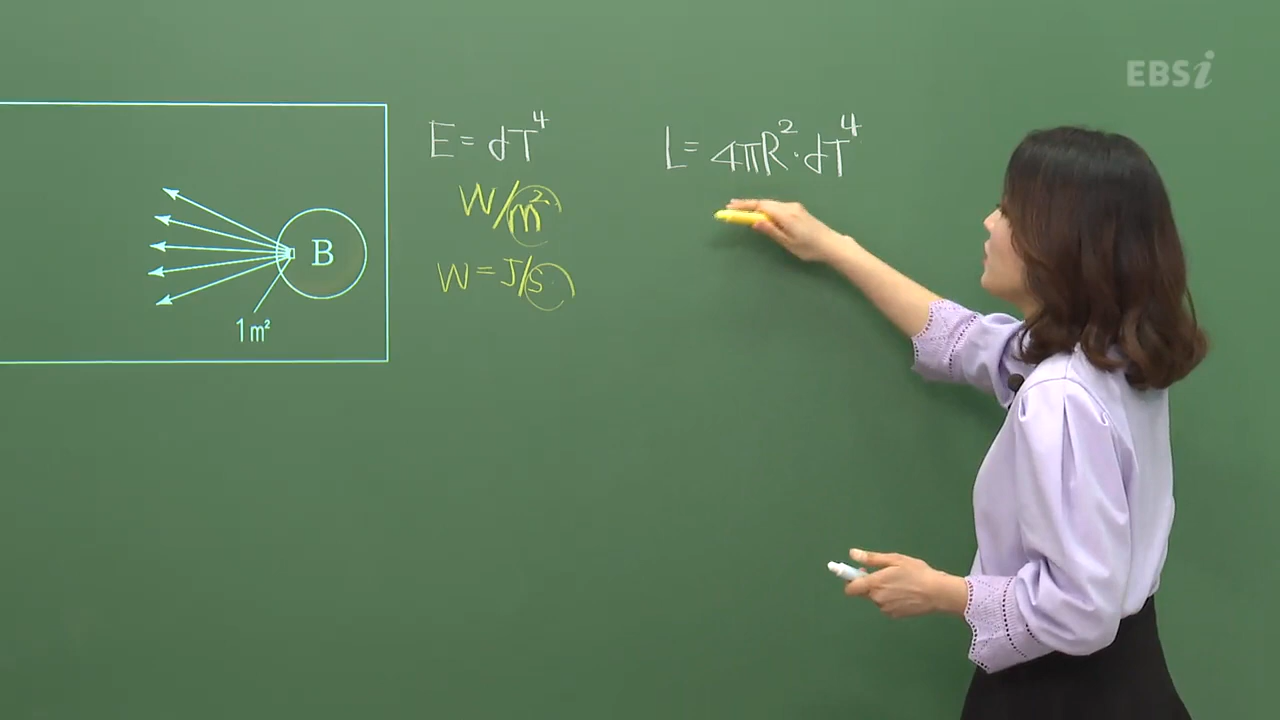 EBSi
E = σT⁴
L = 4πR²·σT⁴
W/m²
W = J/S
B
1m²